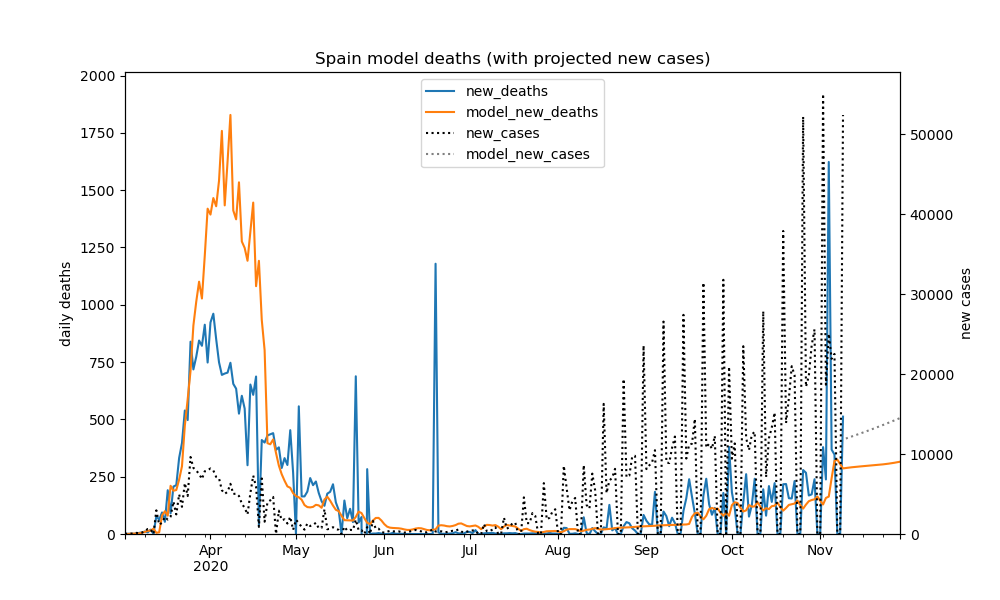 Spain model deaths (with projected new cases)
2000
1750
1500
1250
1000
750
500
250
0
daily deaths
new_deaths
model_new_deaths
new_cases
model_new_cases
50000
40000
30000
20000
10000
0
new cases
Apr May Jun Jul Aug Sep Oct Nov
2020